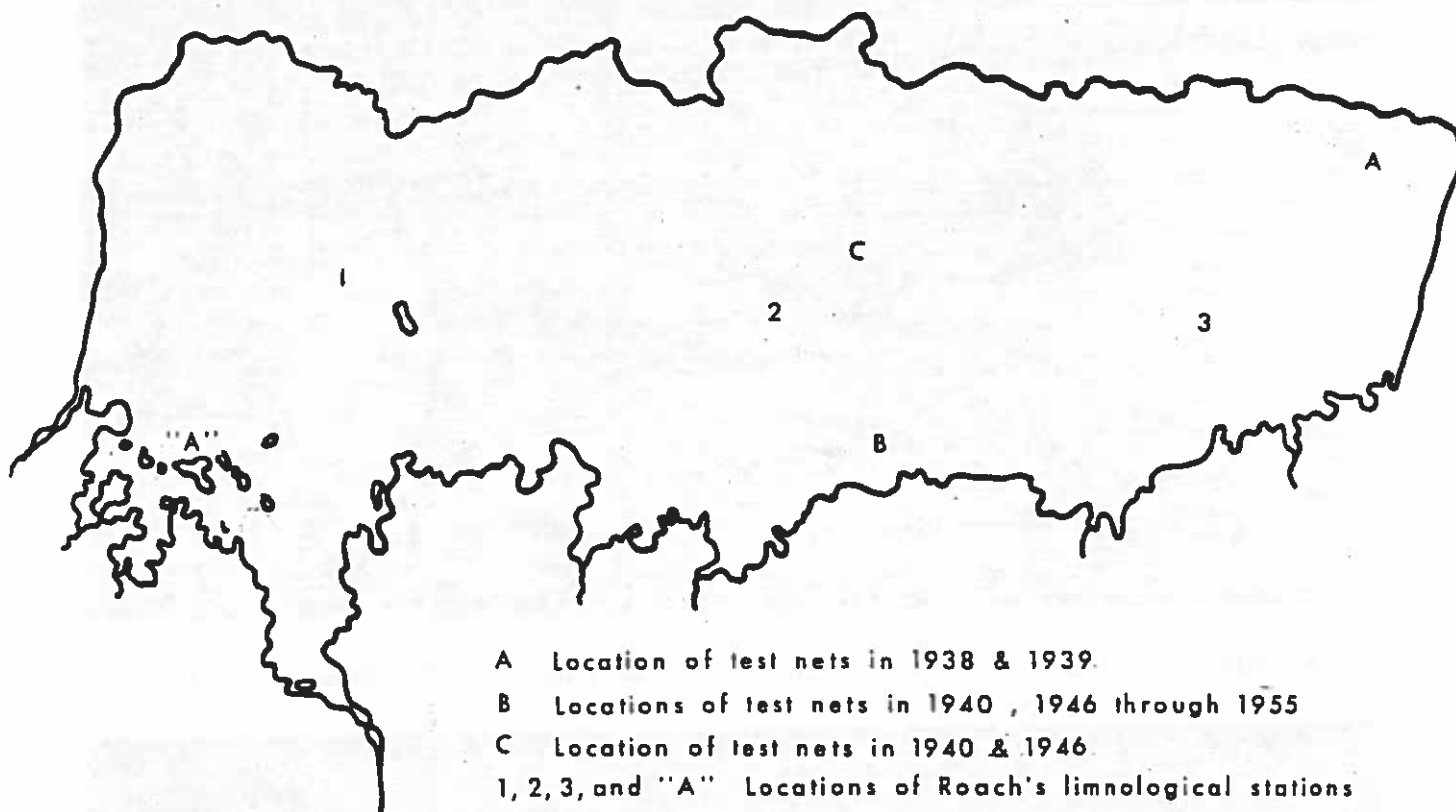 A
C
1
2
3
"A"
B
A Location of test nets in 1938 & 1939.
B Locations of test nets in 1940 , 1946 through 1955
C Location of test nets in 1940 & 1946.
1, 2, 3, and "A" Locations of Roach's limnological stations